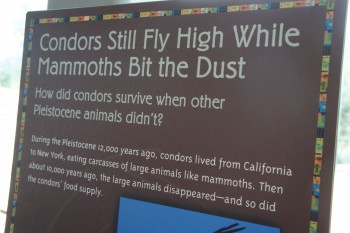 Condors Still Fly High While
Mammoths Bit the Dust
How did condors survive when other
Pleistocene animals didn't?
During the Pleistocene 12,000 years ago, condors lived from California
to New York, eating carcasses of large animals like mammoths. Then
about 10,000 years ago, the large animals disappeared—and so did
the condors' food supply.